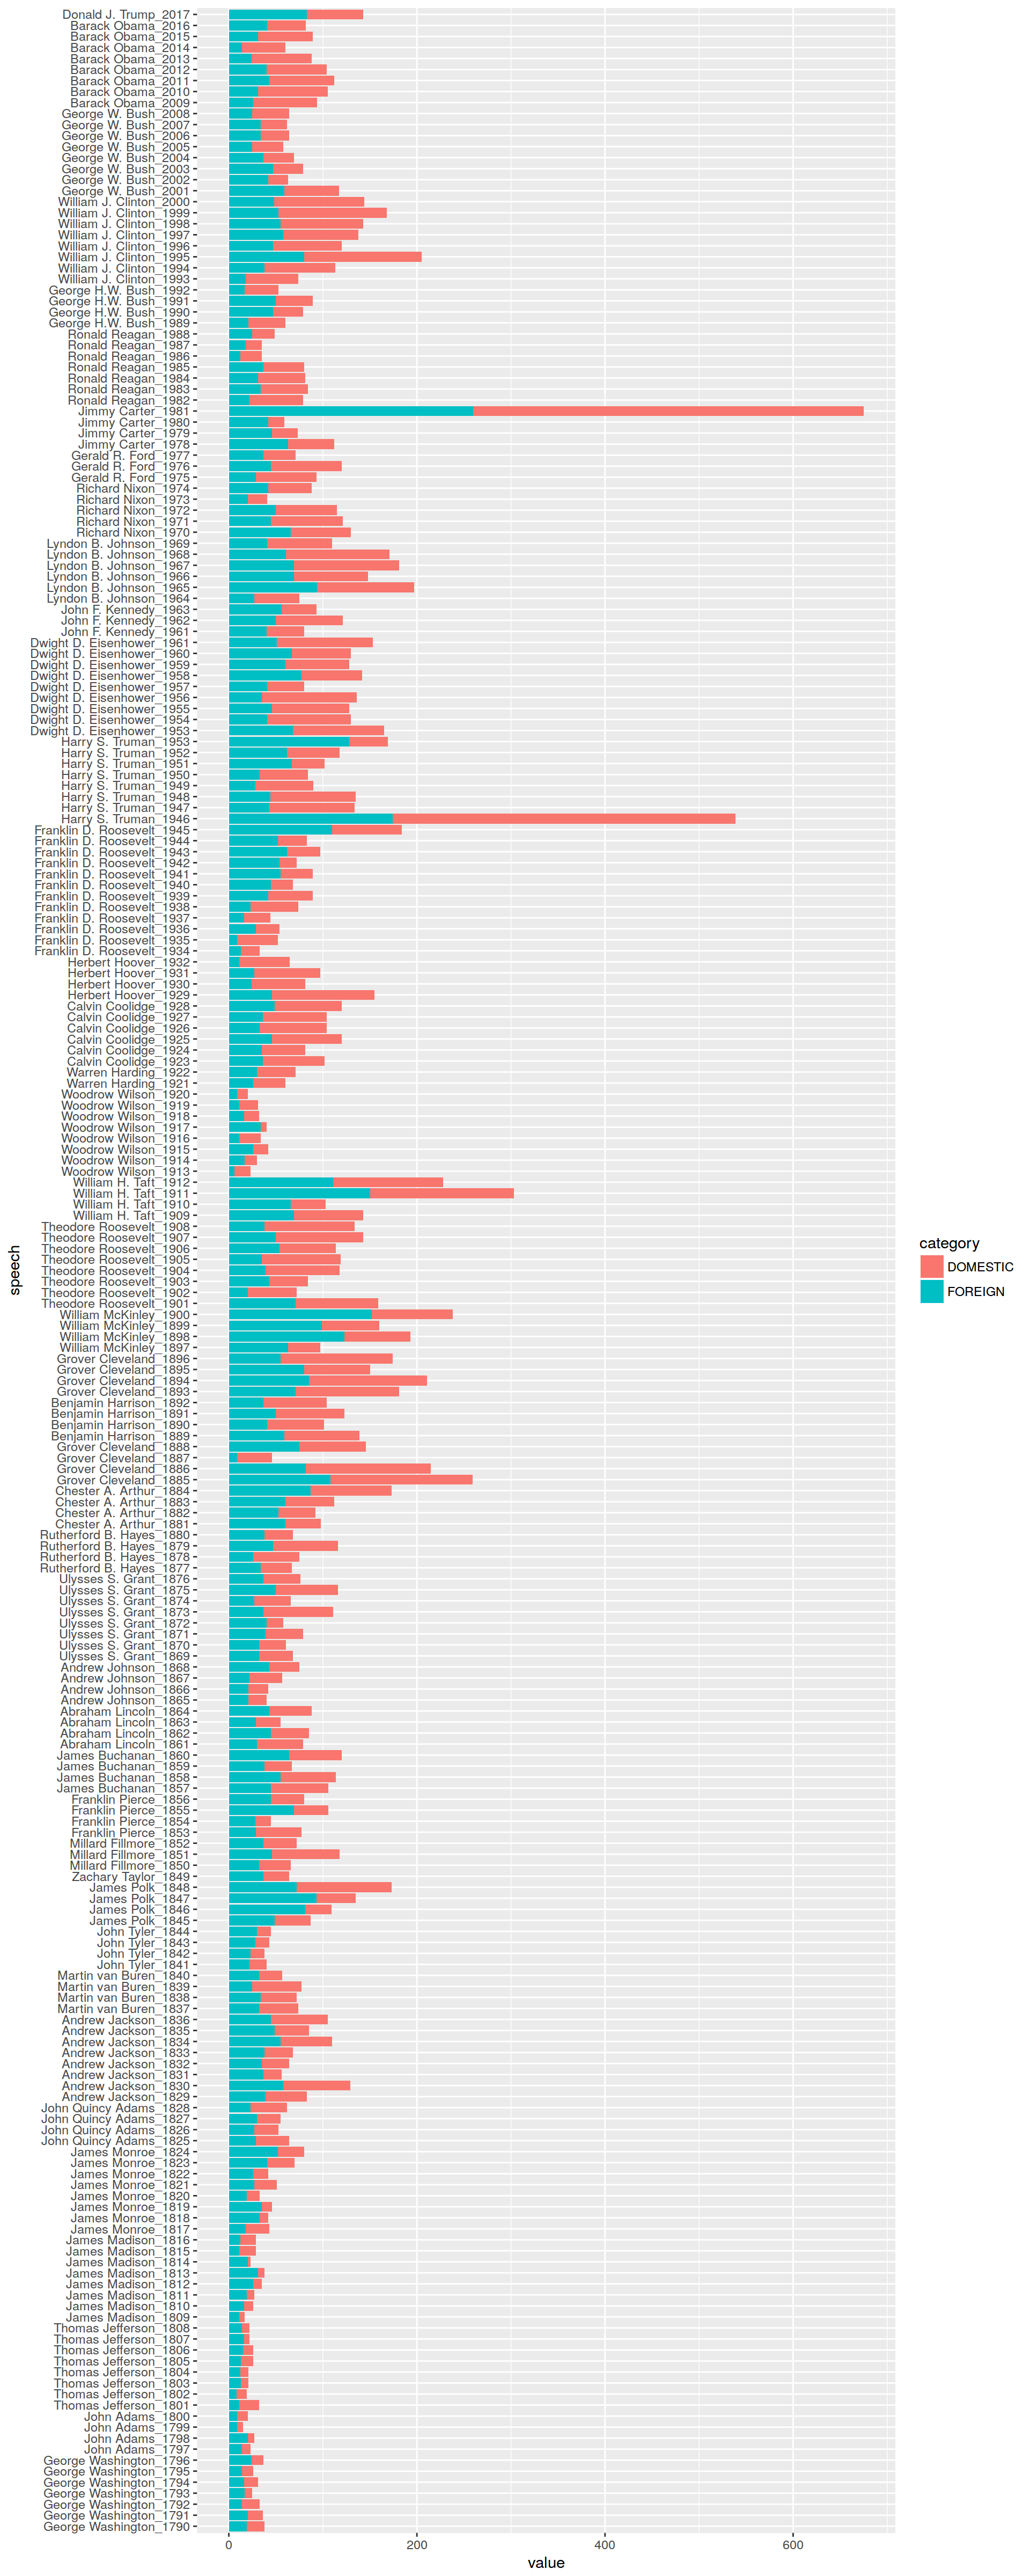 Donald J. Trump_2017
Barack Obama_2016
Barack Obama_2015
Barack Obama_2014
Barack Obama_2013
Barack Obama_2012
Barack Obama_2011
Barack Obama_2010
Barack Obama_2009
George W. Bush_2008
George W. Bush_2007
George W. Bush_2006
George W. Bush_2005
George W. Bush_2004
George W. Bush_2003
George W. Bush_2002
George W. Bush_2001
William J. Clinton_2000
William J. Clinton_1999
William J. Clinton_1998
William J. Clinton_1997
William J. Clinton_1996
William J. Clinton_1995
William J. Clinton_1994
William J. Clinton_1993
George H.W. Bush_1992
George H.W. Bush_1991
George H.W. Bush_1990
George H.W. Bush_1989
Ronald Reagan_1988
Ronald Reagan_1987
Ronald Reagan_1986
Ronald Reagan_1985
Ronald Reagan_1984
Ronald Reagan_1983
Ronald Reagan_1982
Jimmy Carter_1981
Jimmy Carter_1980
Jimmy Carter_1979
Jimmy Carter_1978
Gerald R. Ford_1977
Gerald R. Ford_1976
Gerald R. Ford_1975
Richard Nixon_1974
Richard Nixon_1973
Richard Nixon_1972
Richard Nixon_1971
Richard Nixon_1970
Lyndon B. Johnson_1969
Lyndon B. Johnson_1968
Lyndon B. Johnson_1967
Lyndon B. Johnson_1966
Lyndon B. Johnson_1965
Lyndon B. Johnson_1964
John F. Kennedy_1963
John F. Kennedy_1962
John F. Kennedy_1961
Dwight D. Eisenhower_1961
Dwight D. Eisenhower_1960
Dwight D. Eisenhower_1959
Dwight D. Eisenhower_1958
Dwight D. Eisenhower_1957
Dwight D. Eisenhower_1956
Dwight D. Eisenhower_1955
Dwight D. Eisenhower_1954
Dwight D. Eisenhower_1953
Harry S. Truman_1953
Harry S. Truman_1952
Harry S. Truman_1951
Harry S. Truman_1950
Harry S. Truman_1949
Harry S. Truman_1948
Harry S. Truman_1947
Harry S. Truman_1946
Franklin D. Roosevelt_1945
Franklin D. Roosevelt_1944
Franklin D. Roosevelt_1943
Franklin D. Roosevelt_1942
Franklin D. Roosevelt_1941
Franklin D. Roosevelt_1940
Franklin D. Roosevelt_1939
Franklin D. Roosevelt_1938
Franklin D. Roosevelt_1937
Franklin D. Roosevelt_1936
Franklin D. Roosevelt_1935
Franklin D. Roosevelt_1934
Herbert Hoover_1932
Herbert Hoover_1931
Herbert Hoover_1930
Herbert Hoover_1929
Calvin Coolidge_1928
Calvin Coolidge_1927
Calvin Coolidge_1926
Calvin Coolidge_1925
Calvin Coolidge_1924
Calvin Coolidge_1923
Warren Harding_1922
Warren Harding_1921
Woodrow Wilson_1920
Woodrow Wilson_1919
Woodrow Wilson_1918
Woodrow Wilson_1917
Woodrow Wilson_1916
Woodrow Wilson_1915
Woodrow Wilson_1914
Woodrow Wilson_1913
William H. Taft_1912
William H. Taft_1911
William H. Taft_1910
William H. Taft_1909
Theodore Roosevelt_1908
Theodore Roosevelt_1907
Theodore Roosevelt_1906
Theodore Roosevelt_1905
Theodore Roosevelt_1904
Theodore Roosevelt_1903
Theodore Roosevelt_1902
Theodore Roosevelt_1901
William McKinley_1900
William McKinley_1899
William McKinley_1898
William McKinley_1897
Grover Cleveland_1896
Grover Cleveland_1895
Grover Cleveland_1894
Grover Cleveland_1893
Benjamin Harrison_1892
Benjamin Harrison_1891
Benjamin Harrison_1890
Benjamin Harrison_1889
Grover Cleveland_1888
Grover Cleveland_1887
Grover Cleveland_1886
Grover Cleveland_1885
Chester A. Arthur_1884
Chester A. Arthur_1883
Chester A. Arthur_1882
Chester A. Arthur_1881
Rutherford B. Hayes_1880
Rutherford B. Hayes_1879
Rutherford B. Hayes_1878
Rutherford B. Hayes_1877
Ulysses S. Grant_1876
Ulysses S. Grant_1875
Ulysses S. Grant_1874
Ulysses S. Grant_1873
Ulysses S. Grant_1872
Ulysses S. Grant_1871
Ulysses S. Grant_1870
Ulysses S. Grant_1869
Andrew Johnson_1868
Andrew Johnson_1867
Andrew Johnson_1866
Andrew Johnson_1865
Abraham Lincoln_1864
Abraham Lincoln_1863
Abraham Lincoln_1862
Abraham Lincoln_1861
James Buchanan_1860
James Buchanan_1859
James Buchanan_1858
James Buchanan_1857
Franklin Pierce_1856
Franklin Pierce_1855
Franklin Pierce_1854
Franklin Pierce_1853
Millard Fillmore_1852
Millard Fillmore_1851
Millard Fillmore_1850
Zachary Taylor_1849
James Polk_1848
James Polk_1847
James Polk_1846
James Polk_1845
John Tyler_1844
John Tyler_1843
John Tyler_1842
John Tyler_1841
Martin van Buren_1840
Martin van Buren_1839
Martin van Buren_1838
Martin van Buren_1837
Andrew Jackson_1836
Andrew Jackson_1835
Andrew Jackson_1834
Andrew Jackson_1833
Andrew Jackson_1832
Andrew Jackson_1831
Andrew Jackson_1830
Andrew Jackson_1829
John Quincy Adams_1828
John Quincy Adams_1827
John Quincy Adams_1826
John Quincy Adams_1825
James Monroe_1824
James Monroe_1823
James Monroe_1822
James Monroe_1821
James Monroe_1820
James Monroe_1819
James Monroe_1818
James Monroe_1817
James Madison_1816
James Madison_1815
James Madison_1814
James Madison_1813
James Madison_1812
James Madison_1811
James Madison_1810
James Madison_1809
Thomas Jefferson_1808
Thomas Jefferson_1807
Thomas Jefferson_1806
Thomas Jefferson_1805
Thomas Jefferson_1804
Thomas Jefferson_1803
Thomas Jefferson_1802
Thomas Jefferson_1801
John Adams_1800
John Adams_1799
John Adams_1798
John Adams_1797
George Washington_1796
George Washington_1795
George Washington_1794
George Washington_1793
George Washington_1792
George Washington_1791
George Washington_1790
0 200 400 600
value
speech
category
DOMESTIC
FOREIGN